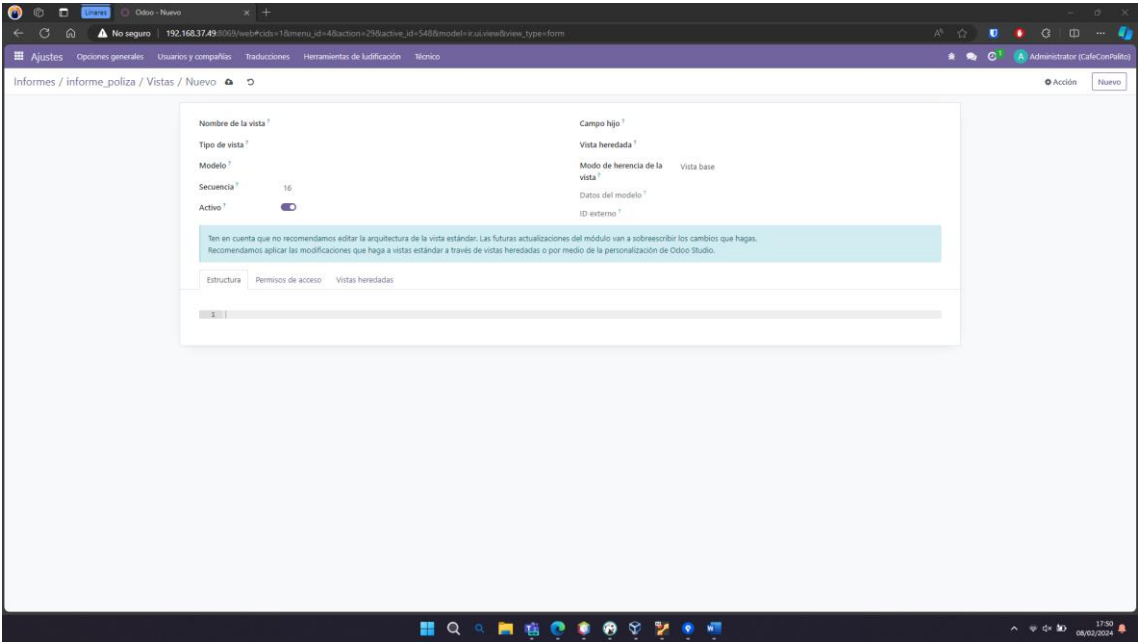 Linares
Odoo - Nuevo
No seguro
192.168.37.49:8069/web#cids=1&menu_id=4&action=29&active_id=548&model=ir.ui.view&view_type=form
Ajustes Opciones generales Usuarios y compañías Traducciones Herramientas de ludificación Técnico
1 A Administrator (CafeConPalito)
Informes / informe_poliza / Vistas / Nuevo
Acción Nuevo
Nombre de la vista ?
Campo hijo ?
Tipo de vista ?
Vista heredada ?
Modelo ?
Modo de herencia de la vista ? Vista base
Secuencia ? 16
Datos del modelo ?
Activo ?
ID externo ?
Ten en cuenta que no recomendamos editar la arquitectura de la vista estándar. Las futuras actualizaciones del módulo van a sobreescribir los cambios que hagas.
Recomendamos aplicar las modificaciones que haga a vistas estándar a través de vistas heredadas o por medio de la personalización de Odoo Studio.
Estructura Permisos de acceso Vistas heredadas
1
17:50
08/02/2024